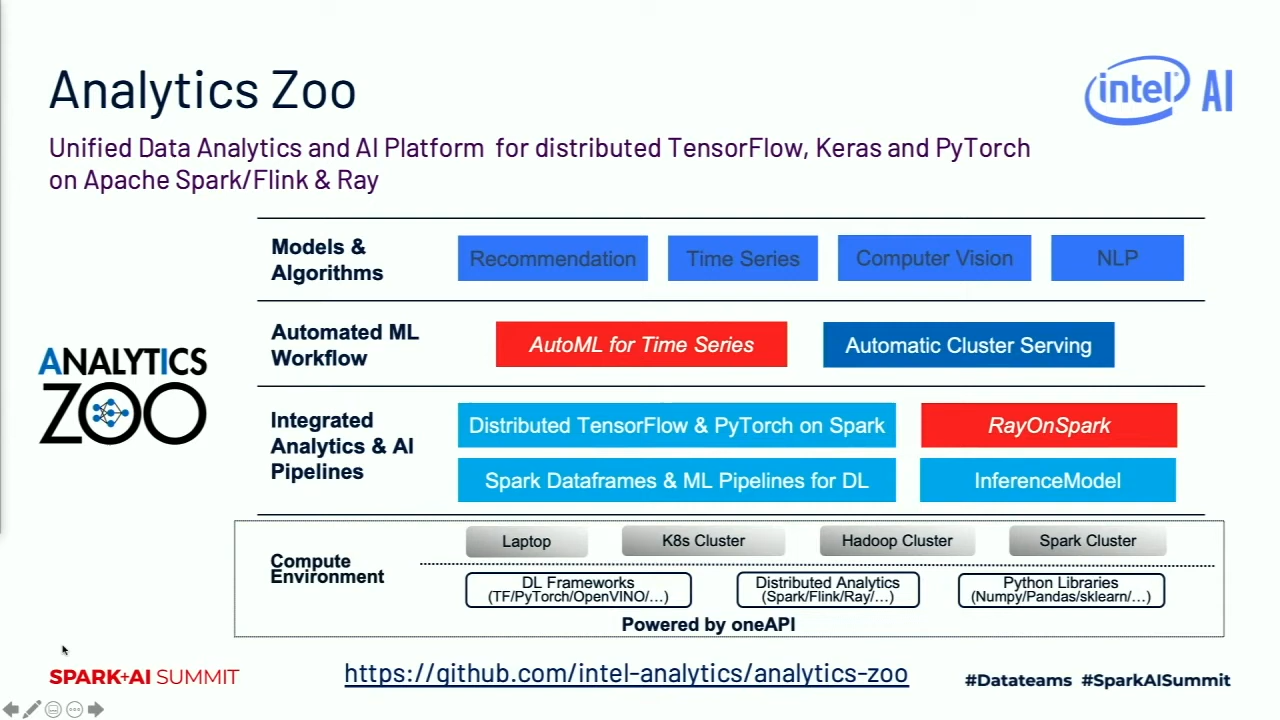 Analytics Zoo
intel AI
Unified Data Analytics and AI Platform for distributed TensorFlow, Keras and PyTorch
on Apache Spark/Flink & Ray
Models &
Algorithms
Recommendation
Time Series
Computer Vision
NLP
Automated ML
Workflow
AutoML for Time Series
Automatic Cluster Serving
ANALYTICS
ZOO
Integrated
Analytics & AI
Pipelines
Distributed TensorFlow & PyTorch on Spark
RayOnSpark
Spark Dataframes & ML Pipelines for DL
InferenceModel
Compute
Environment
Laptop
K8s Cluster
Hadoop Cluster
Spark Cluster
DL Frameworks
(TF/PyTorch/OpenVINO/…)
Distributed Analytics
(Spark/Flink/Ray/…)
Python Libraries
(Numpy/Pandas/sklearn/…)
Powered by oneAPI
SPARK+AI SUMMIT
https://github.com/intel-analytics/analytics-zoo
#Datateams #SparkAISummit